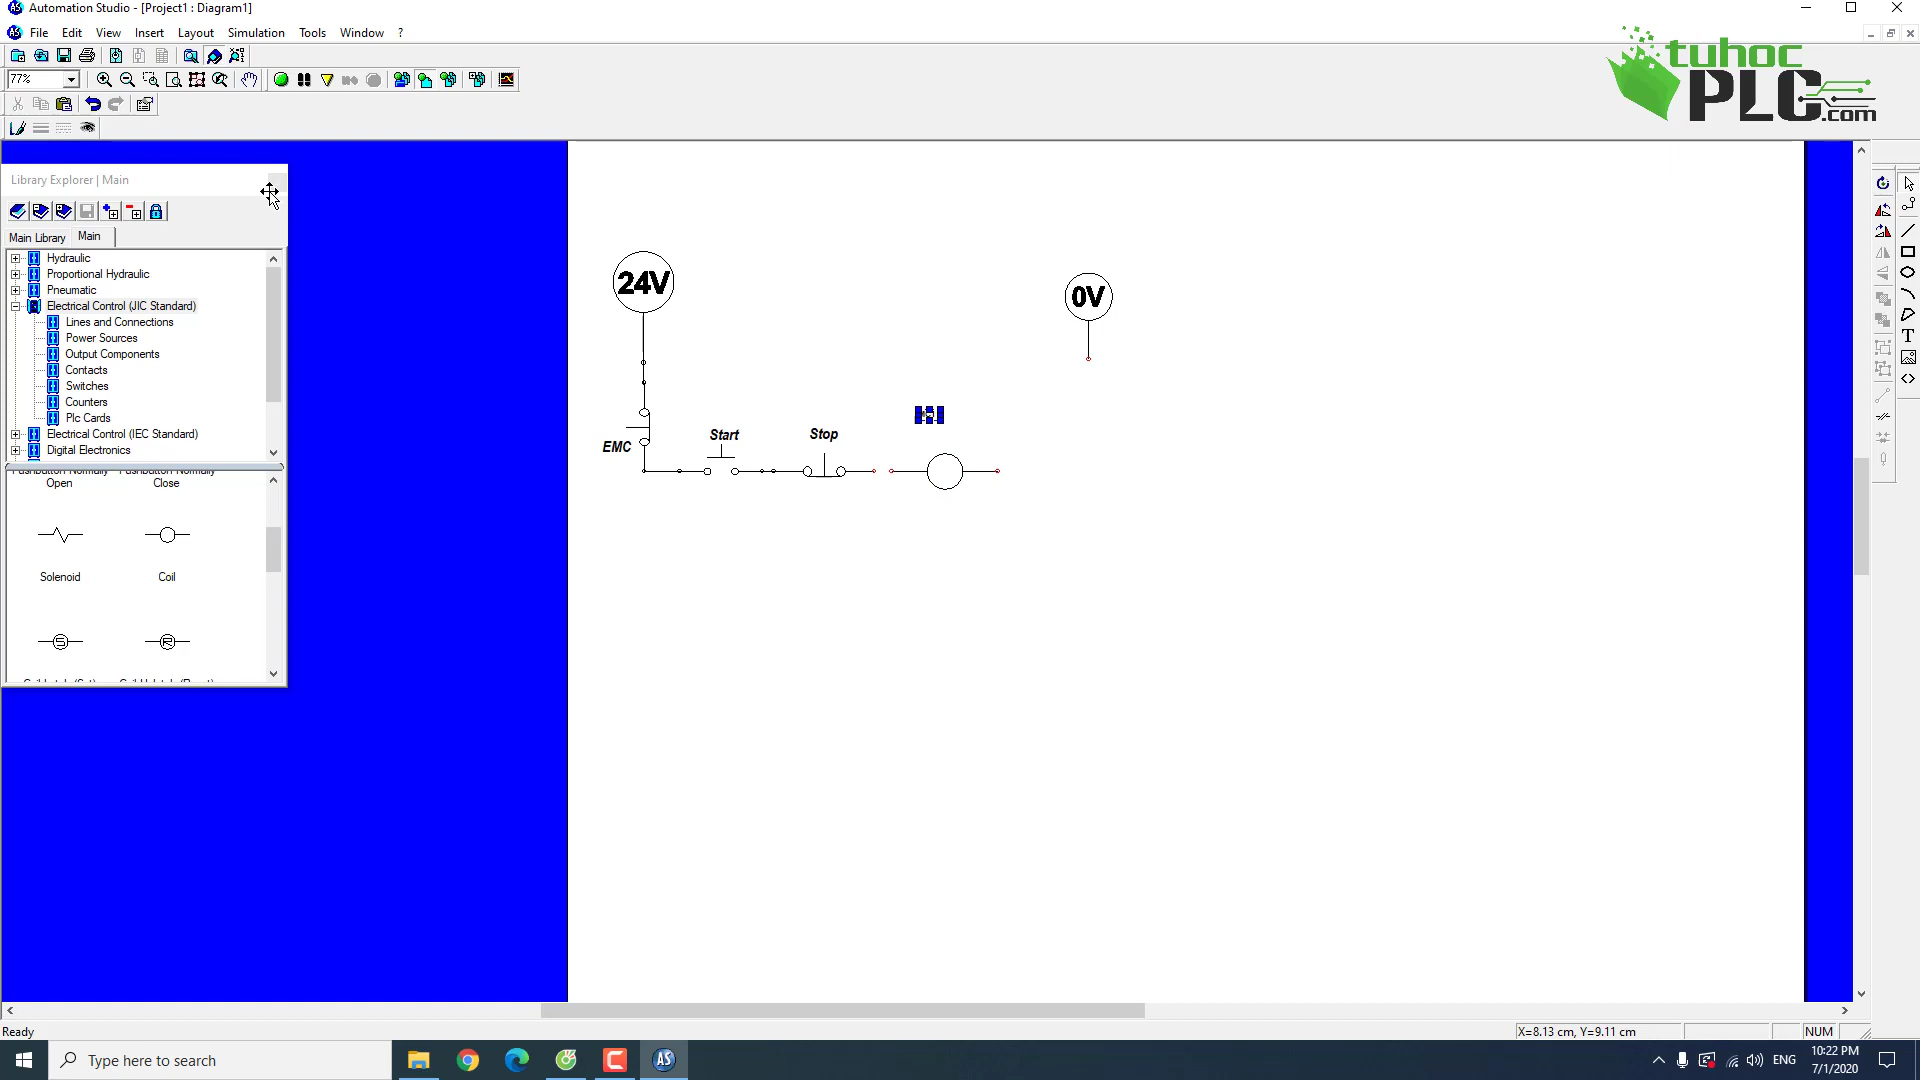 Automation Studio - [Project1 : Diagram1]
File Edit View Insert Layout Simulation Tools Window ?
77%
tuhoc
PLC.com
Library Explorer | Main
Main Library Main
Hydraulic
Proportional Hydraulic
Pneumatic
Electrical Control (JIC Standard)
Lines and Connections
Power Sources
Output Components
Contacts
Switches
Counters
Plc Cards
Electrical Control (IEC Standard)
Digital Electronics
Pushbutton Normally Pushbutton Normally
Open Close
Solenoid Coil
S R
24V
0V
EMC
Start
Stop
Ready
X=8.13 cm, Y=9.11 cm
NUM
Type here to search
ENG
10:22 PM
7/1/2020